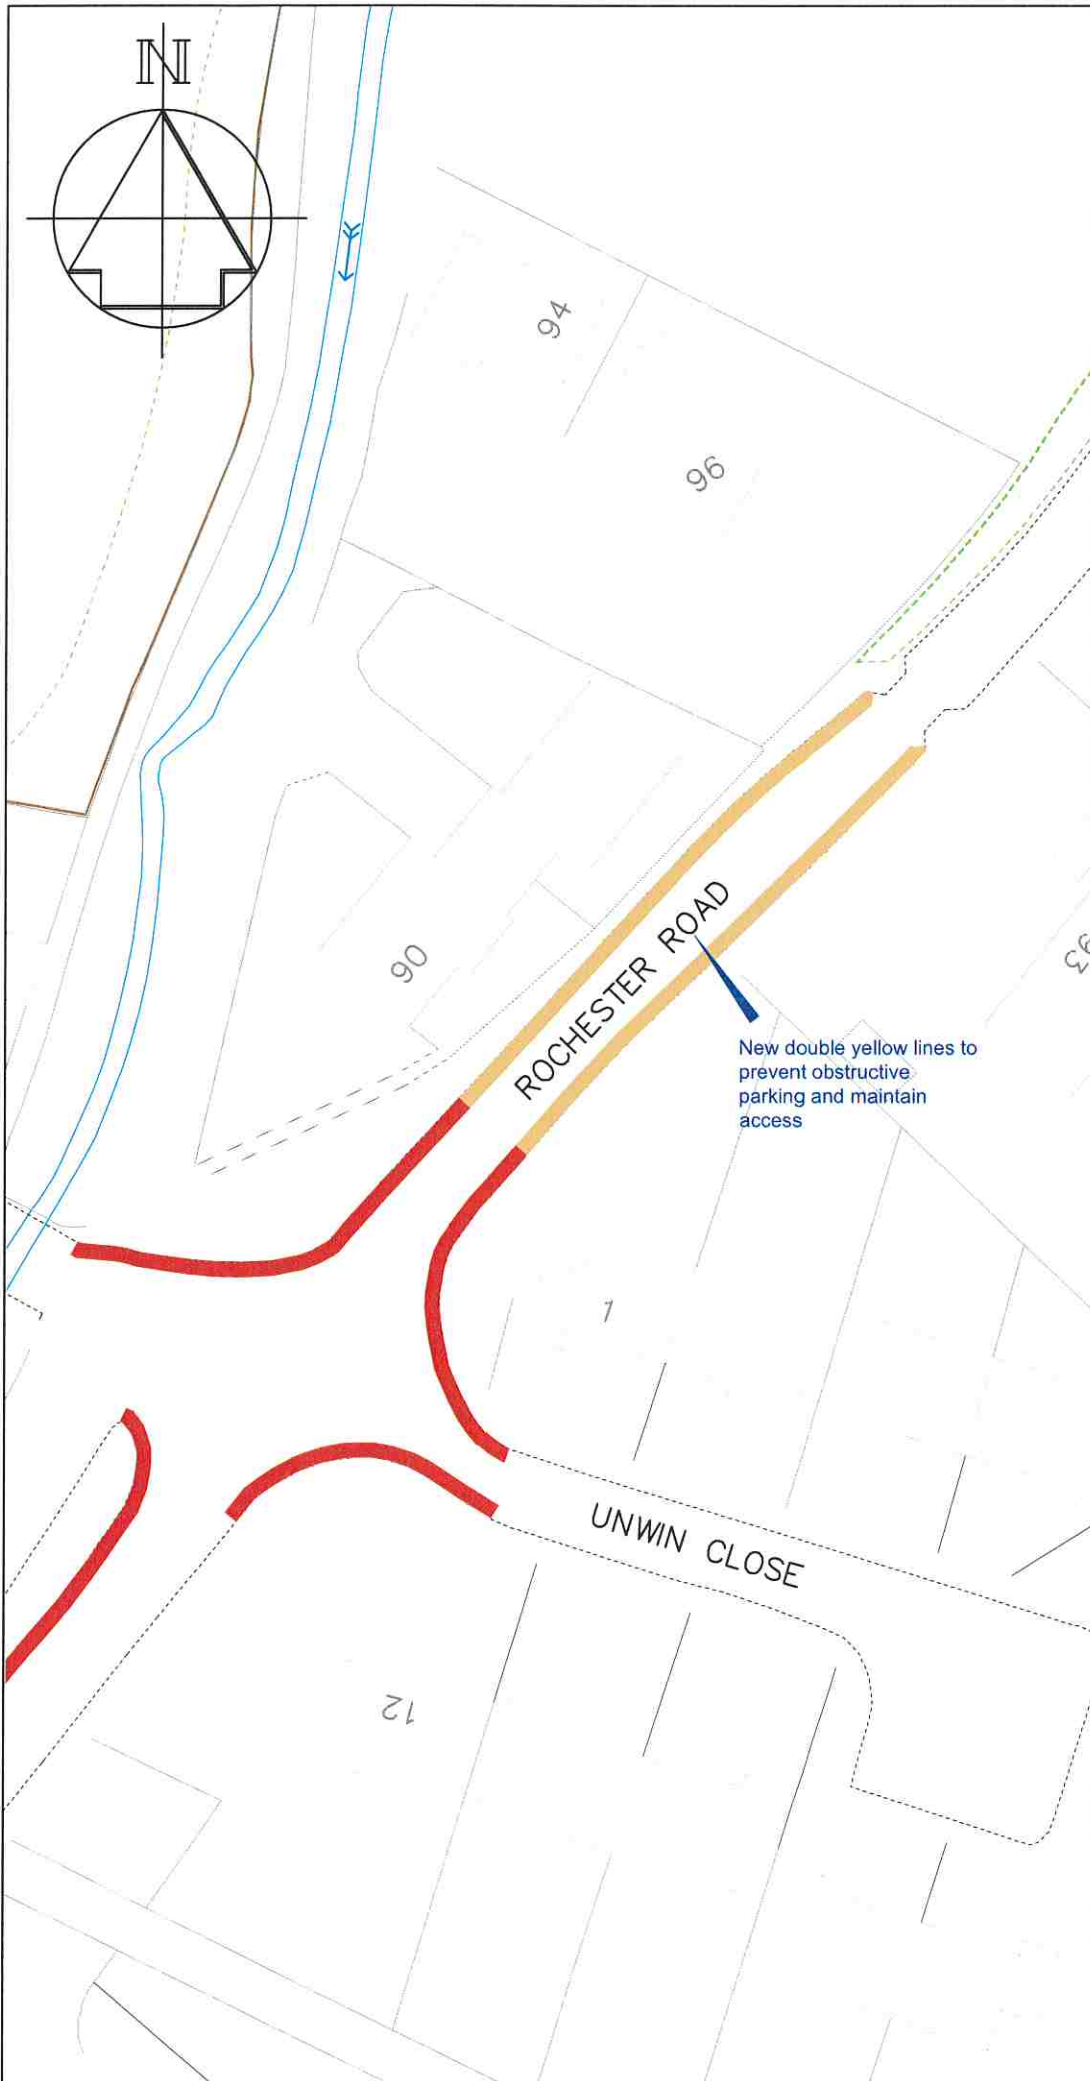 N
94
96
90
ROCHESTER ROAD
93
New double yellow lines to
prevent obstructive
parking and maintain
access
1
UNWIN CLOSE
12